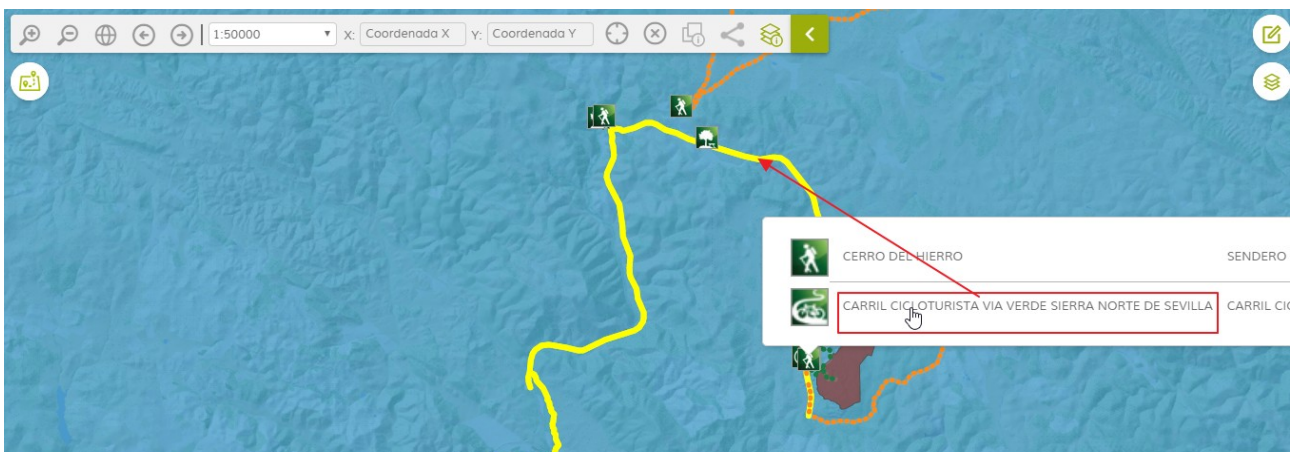 1:50000 X: Coordenada X Y: Coordenada Y
CERRO DEL HIERRO SENDERO
CARRIL CICLOTURISTA VIA VERDE SIERRA NORTE DE SEVILLA CARRIL CIC